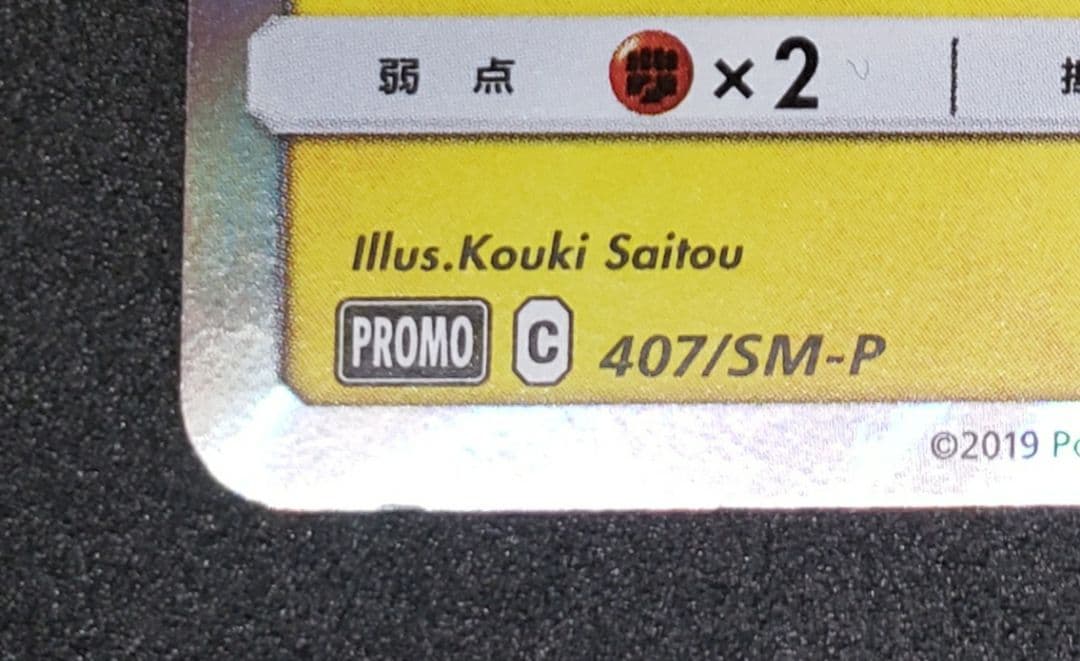 弱点 ×2
Illus.Kouki Saitou
PROMO C 407/SM-P
©2019